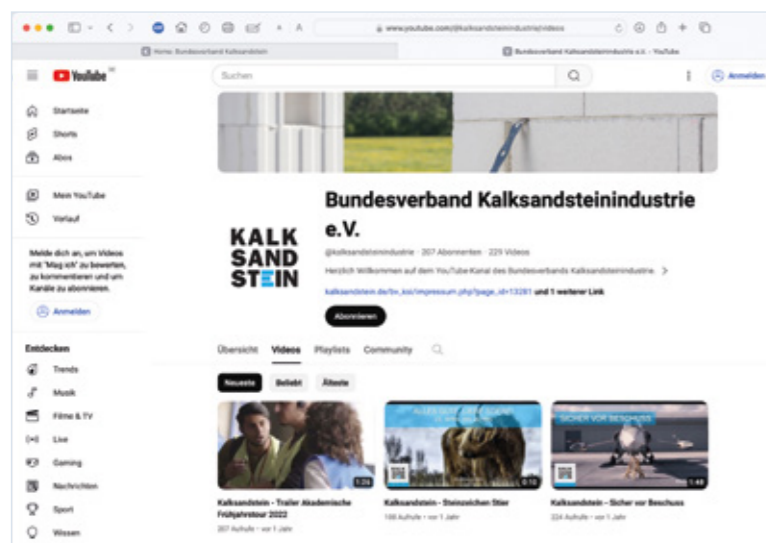 www.youtube.com/@kalksandsteinindustrie/videos
Home: Bundesverband Kalksandstein
Bundesverband Kalksandsteinindustrie e.V. - YouTube
YouTube
Suchen
Anmelden
Startseite
Shorts
Abos
Mein YouTube
Verlauf
Melde dich an, um Videos
mit "Mag ich" zu bewerten,
zu kommentieren und um
Kanäle zu abonnieren.
Anmelden
Entdecken
Trends
Musik
Filme & TV
Live
Gaming
Nachrichten
Sport
Wissen
KALK
SAND
STEIN
Bundesverband Kalksandsteinindustrie
e.V.
@kalksandsteinindustrie · 207 Abonnenten · 229 Videos
Herzlich Willkommen auf dem YouTube-Kanal des Bundesverbands Kalksandsteinindustrie.
kalksandstein.de/bv_ksi/impressum.php?page_id=13281 und 1 weiterer Link
Abonnieren
Übersicht Videos Playlists Community
Neueste Beliebt Älteste
1:26
Kalksandstein - Trailer Akademische
Frühjahrstour 2022
207 Aufrufe · vor 1 Jahr
0:10
Kalksandstein - Steinzeichen Stier
100 Aufrufe · vor 1 Jahr
SICHER VOR BESCHUSS
1:48
Kalksandstein - Sicher vor Beschuss
224 Aufrufe · vor 1 Jahr